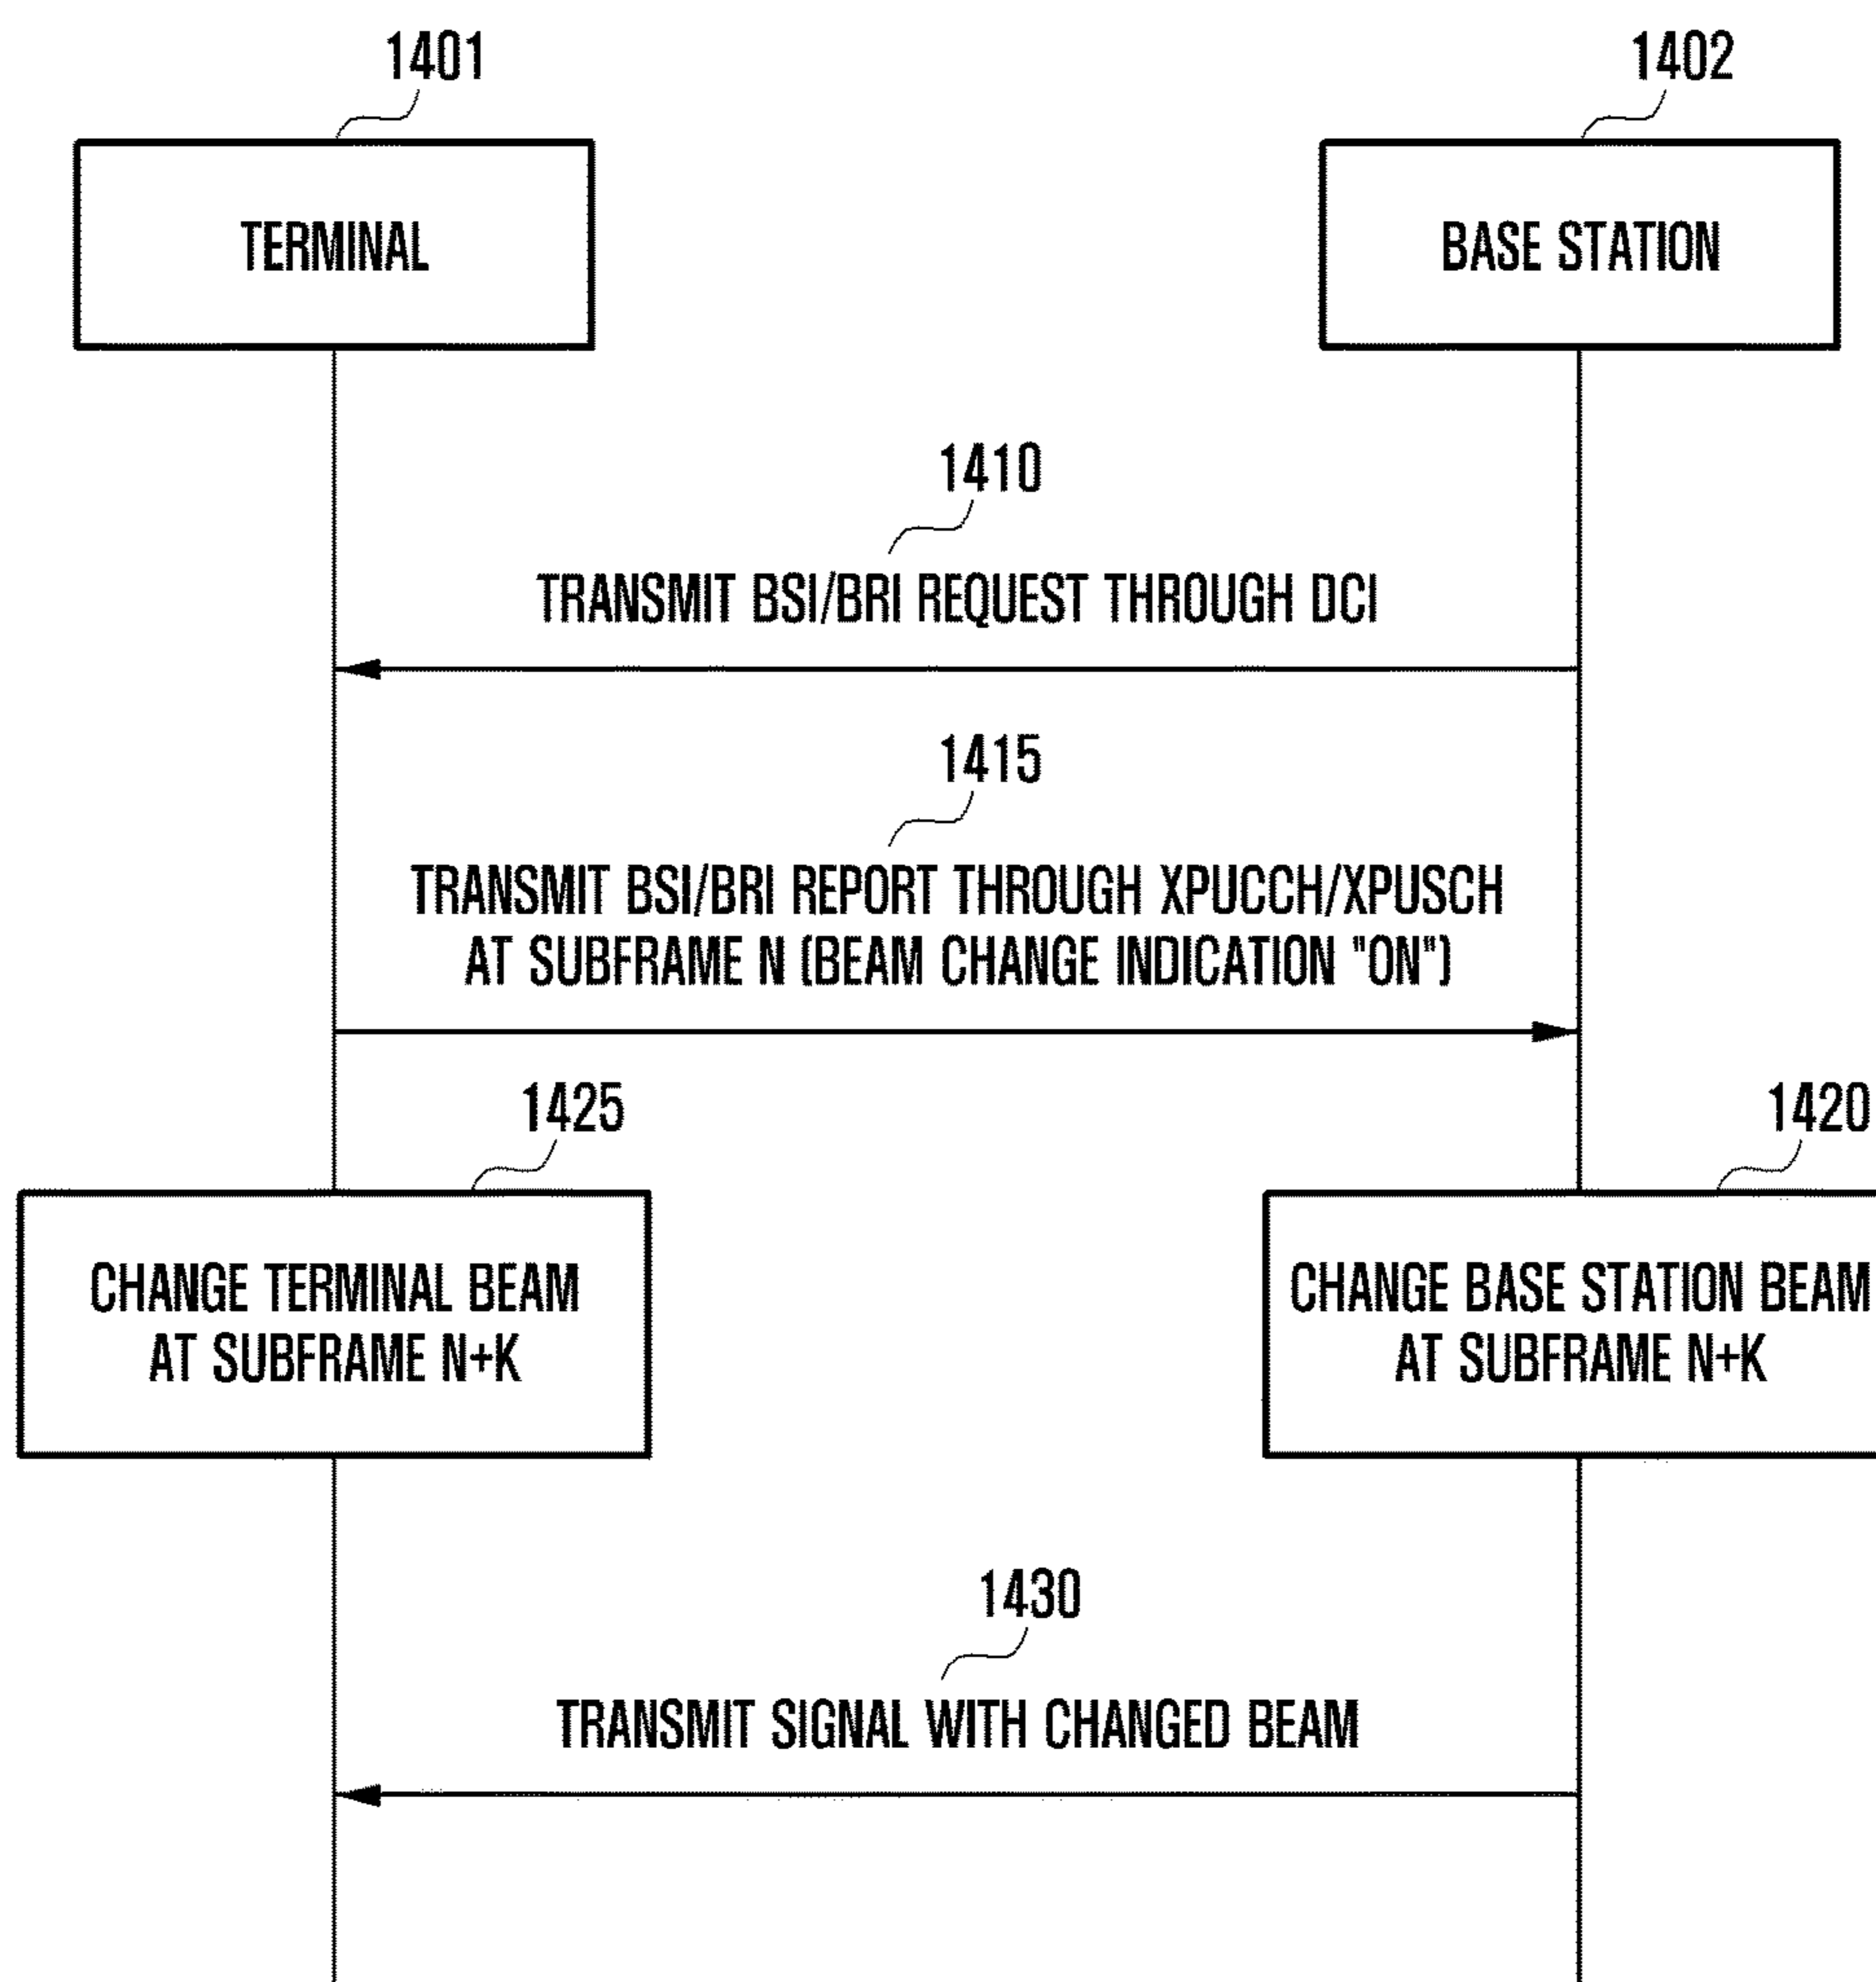 1401
1402
TERMINAL
BASE STATION
1410
TRANSMIT BSI/BRI REQUEST THROUGH DCI
1415
TRANSMIT BSI/BRI REPORT THROUGH XPUCCH/XPUSCH
AT SUBFRAME N (BEAM CHANGE INDICATION "ON")
1425
1420
CHANGE TERMINAL BEAM
AT SUBFRAME N+K
CHANGE BASE STATION BEAM
AT SUBFRAME N+K
1430
TRANSMIT SIGNAL WITH CHANGED BEAM